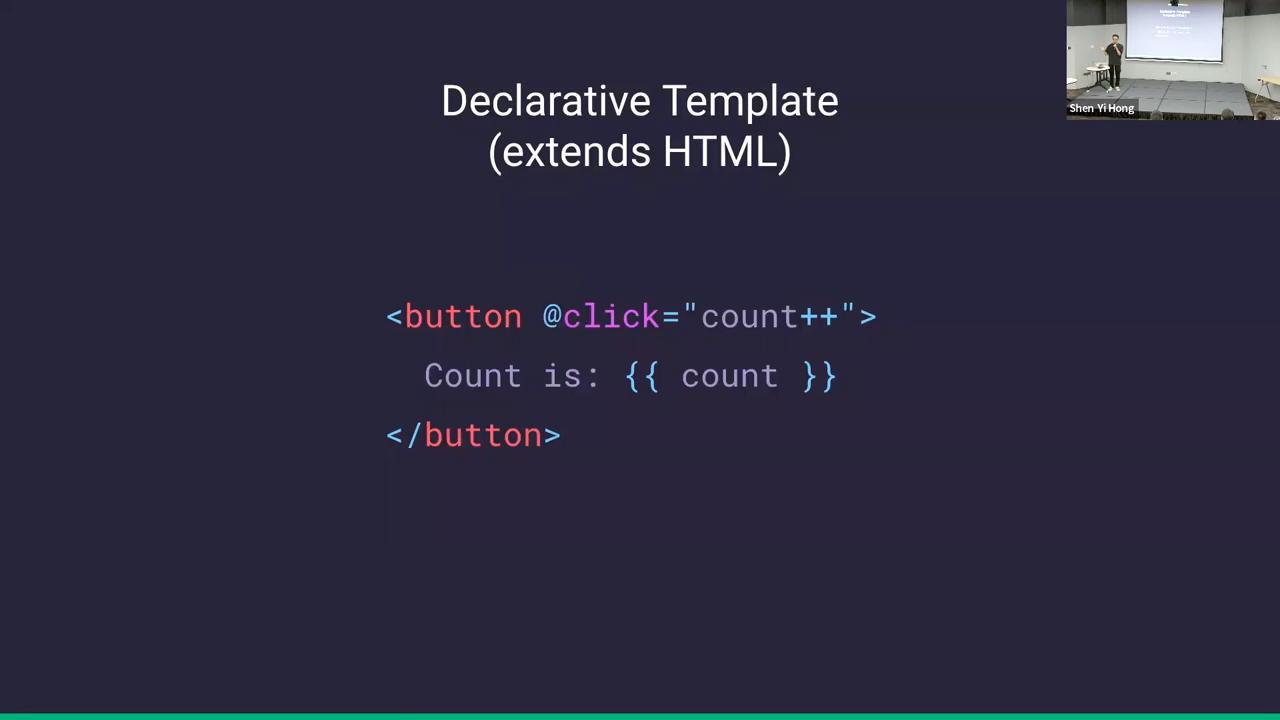 Declarative Template
(extends HTML)
<button @click="count++">
Count is: {{ count }}
</button>
Shen Yi Hong